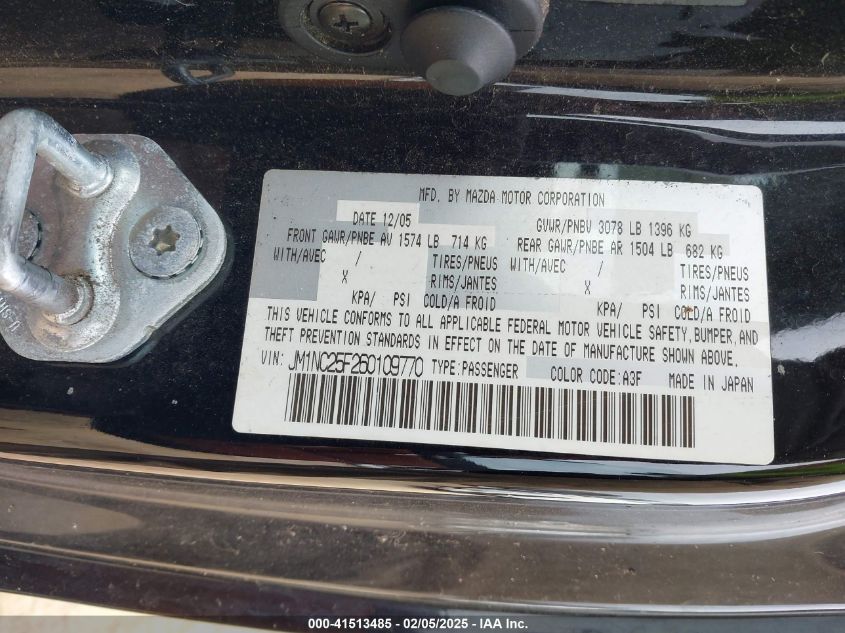 MFD. BY MAZDA MOTOR CORPORATION
DATE 12/05 GVWR/PNBV 3078 LB 1396 KG
FRONT GAWR/PNBE AV 1574 LB 714 KG REAR GAWR/PNBE AR 1504 LB 682 KG
WITH/AVEC / TIRES/PNEUS WITH/AVEC / TIRES/PNEUS
X RIMS/JANTES X RIMS/JANTES
KPA/ PSI COLD/A FROID KPA/ PSI COLD/A FROID
THIS VEHICLE CONFORMS TO ALL APPLICABLE FEDERAL MOTOR VEHICLE SAFETY, BUMPER, AND
THEFT PREVENTION STANDARDS IN EFFECT ON THE DATE OF MANUFACTURE SHOWN ABOVE.
VIN: JM1NC25F260109770 TYPE:PASSENGER COLOR CODE:A3F MADE IN JAPAN
000-41513485 - 02/05/2025 - IAA Inc.